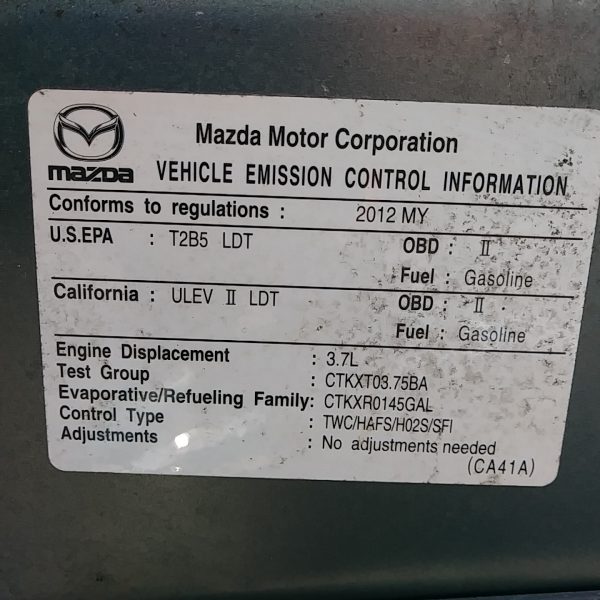 Mazda Motor Corporation
mazda VEHICLE EMISSION CONTROL INFORMATION
Conforms to regulations : 2012 MY
U.S.EPA : T2B5 LDT OBD : II
Fuel : Gasoline
California : ULEV II LDT OBD : II
Fuel : Gasoline
Engine Displacement : 3.7L
Test Group : CTKXT03.75BA
Evaporative/Refueling Family: CTKXR0145GAL
Control Type : TWC/HAFS/HO2S/SFI
Adjustments : No adjustments needed
(CA41A)